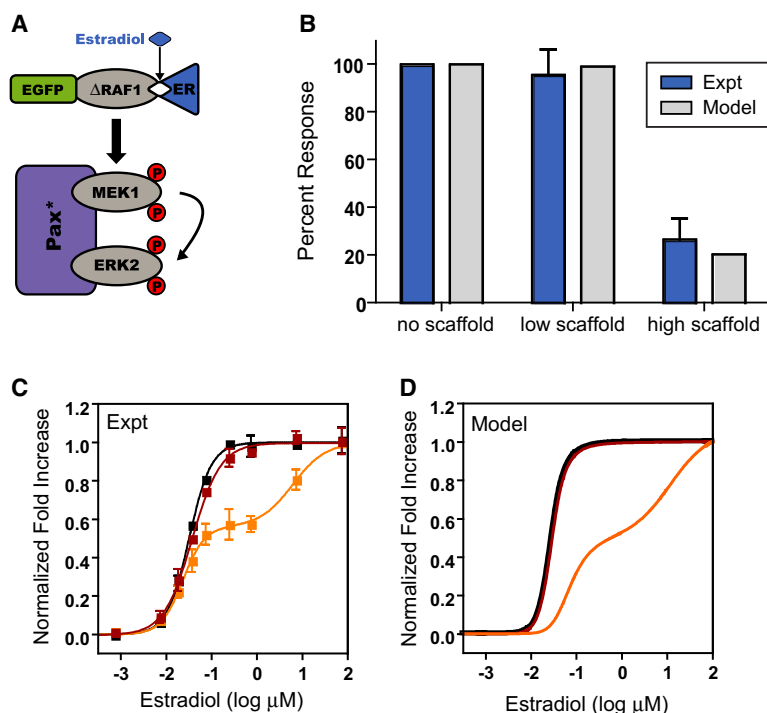 A
Estradiol
EGFP
ΔRAF1
ER
MEK1
P
P
Pax*
ERK2
P
P
B
Percent Response
100
80
60
40
20
0
Expt
Model
no scaffold
low scaffold
high scaffold
C
Expt
Normalized Fold Increase
1.2
1.0
0.8
0.6
0.4
0.2
0.0
-3 -2 -1 0 1 2
Estradiol (log μM)
D
Model
Normalized Fold Increase
1.2
1.0
0.8
0.6
0.4
0.2
0.0
-3 -2 -1 0 1 2
Estradiol (log μM)